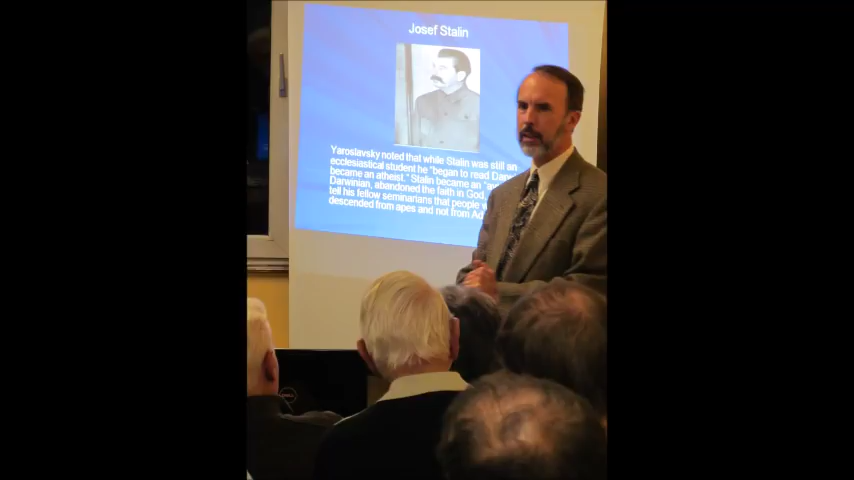 Josef Stalin
Yaroslavsky noted that while Stalin was still an
ecclesiastical student he "began to read
became an atheist." Stalin became an
Darwinian, abandoned the faith in God,
tell his fellow seminarians that people
descended from apes and not from
DELL